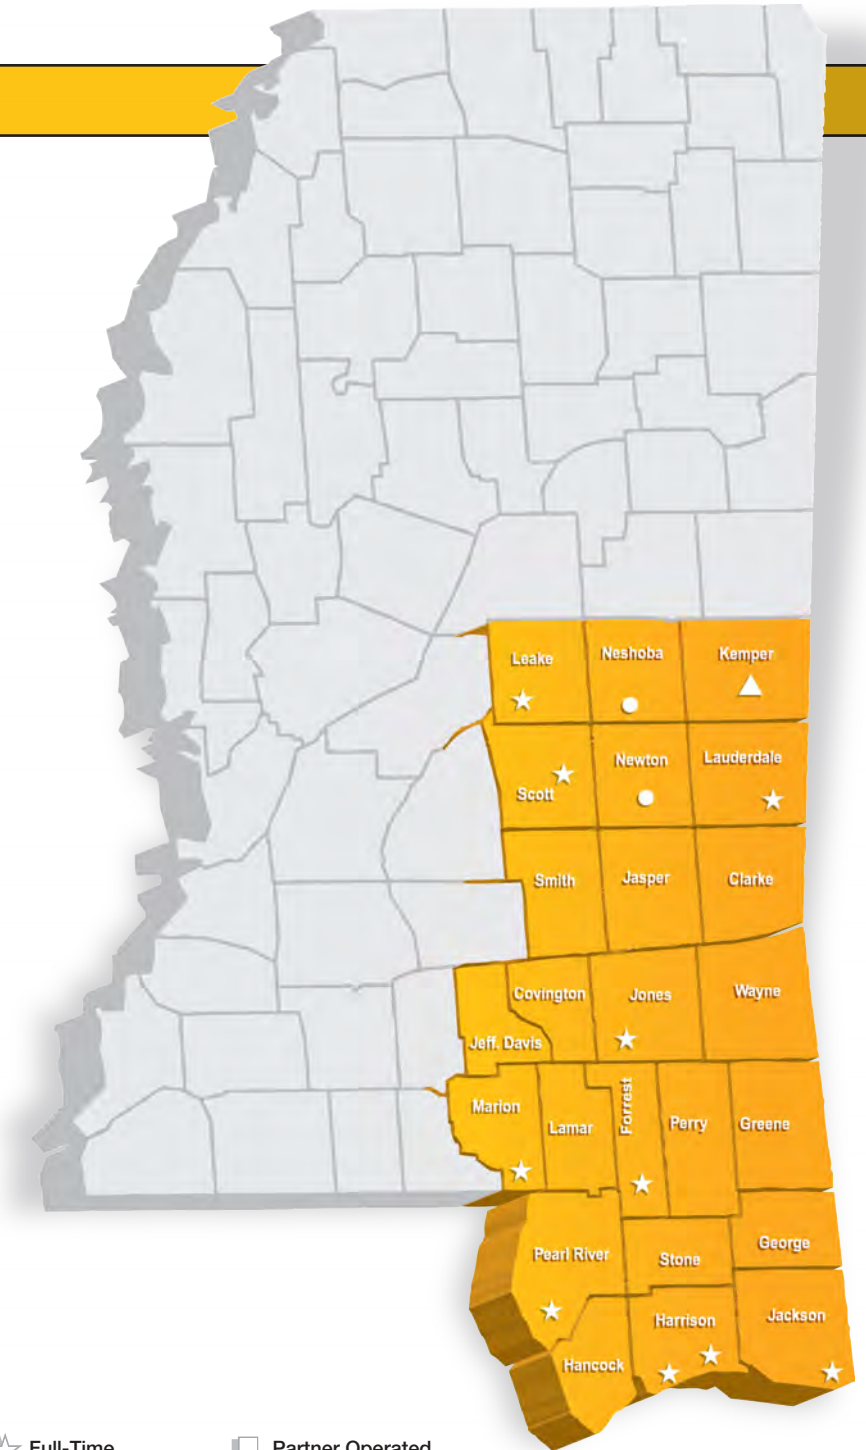 Leake
Neshoba
Kemper
Scott
Newton
Lauderdale
Smith
Jasper
Clarke
Covington
Jones
Wayne
Jeff. Davis
Marion
Lamar
Forrest
Perry
Greene
Pearl River
Stone
George
Hancock
Harrison
Jackson
Full-Time
Partner Operated